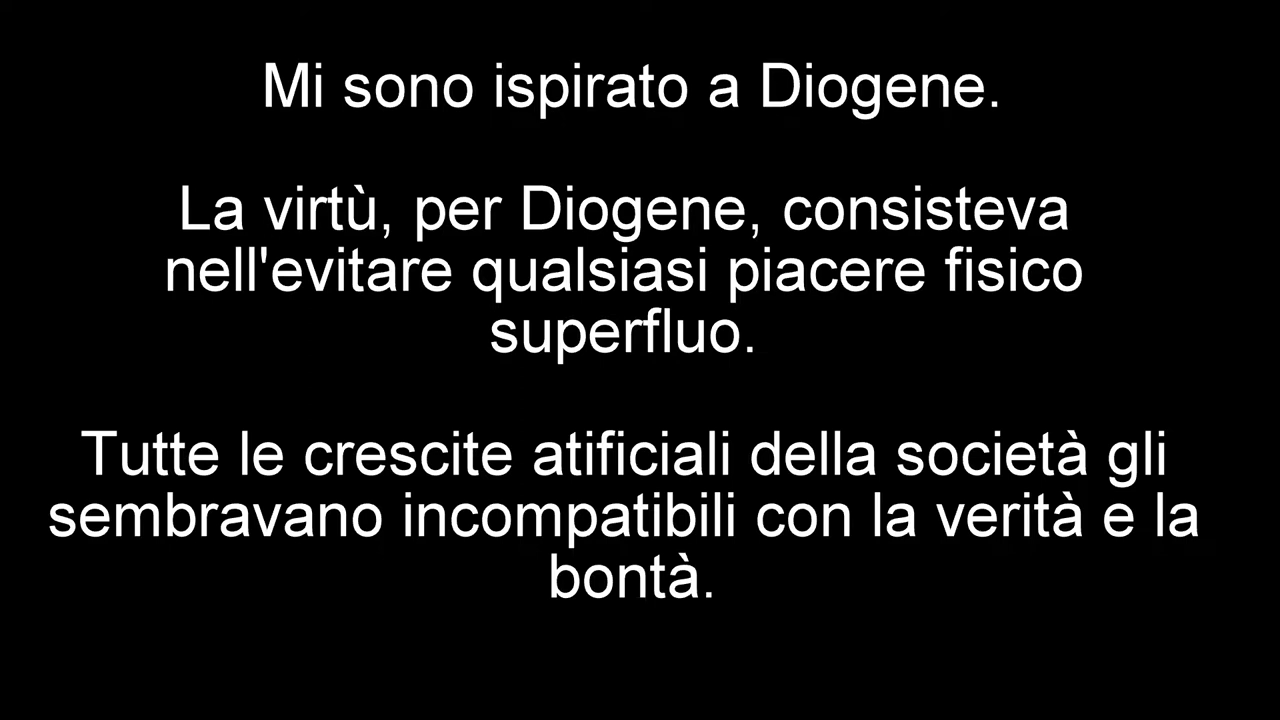 Mi sono ispirato a Diogene.
La virtù, per Diogene, consisteva
nell'evitare qualsiasi piacere fisico
superfluo.
Tutte le crescite atificiali della società gli
sembravano incompatibili con la verità e la
bontà.